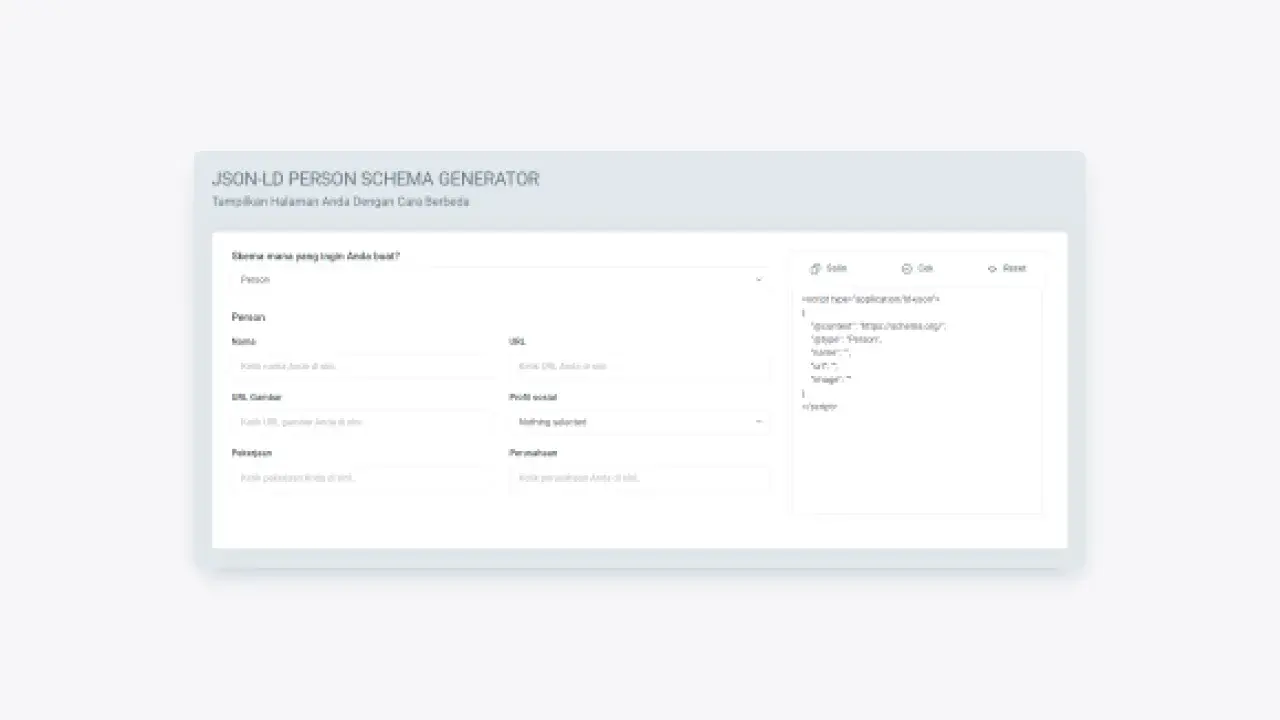 JSON-LD PERSON SCHEMA GENERATOR
Tampilkan Halaman Anda Dengan Cara Berbeda
Skema mana yang ingin Anda buat?
Person
Person
Nama
URL
Ketik nama Anda di sini.
Ketik URL Anda di sini
URL Gambar
Profil sosial
Ketik URL gambar Anda di sini
Nothing selected
Pekerjaan
Perusahaan
Ketik pekerjaan Anda di sini.
Ketik perusahaan Anda di sini.
Salin
Cek
Reset
<script type="application/ld+json">
{
"@context": "https://schema.org/",
"@type": "Person",
"name": "",
"url": "",
"image": ""
}
</script>